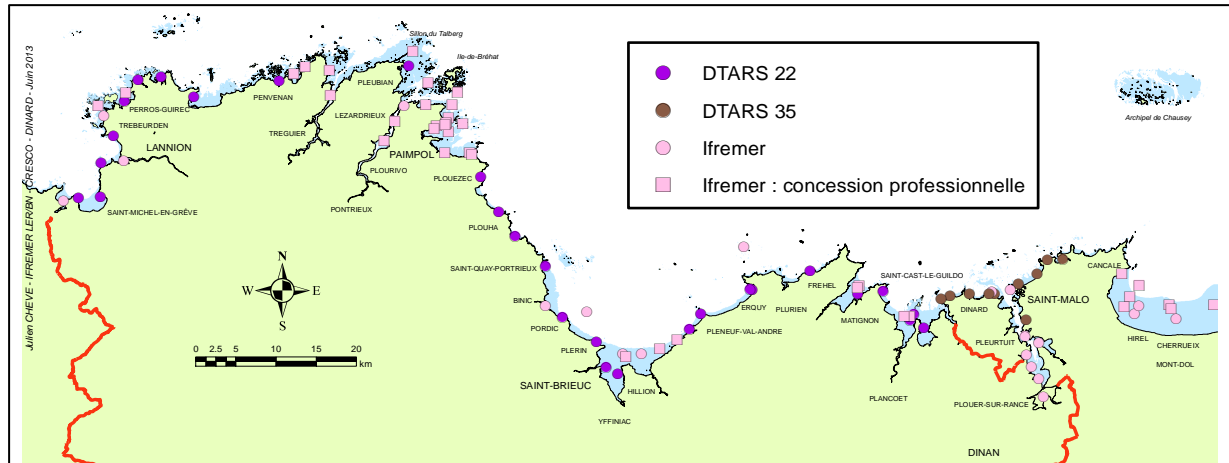 Sillon du Talberg
Ile-de-Bréhat
DTARS 22
DTARS 35
Ifremer
Ifremer : concession professionnelle
Archipel de Chausey
PLEUBIAN
PENVENAN
PERROS-GUIREC
TREBEURDEN
LANNION
TREGUIER
LEZARDRIEUX
PAIMPOL
PLOURIVO
PLOUEZEC
PONTRIEUX
SAINT-MICHEL-EN-GRÈVE
PLOUHA
SAINT-QUAY-PORTRIEUX
BINIC
PORDIC
PLERIN
SAINT-BRIEUC
YFFINIAC
HILLION
PLENEUF-VAL-ANDRE
ERQUY
PLURIEN
FREHEL
MATIGNON
SAINT-CAST-LE-GUILDO
PLANCOET
DINARD
SAINT-MALO
CANCALE
PLEURTUIT
HIREL
CHERRUEIX
MONT-DOL
PLOUER-SUR-RANCE
DINAN
N
W E
S
0 2.5 5 10 15 20
km
Julien CHEVE - IFREMER LER/BN - CRESCO - DINARD - Juin 2013